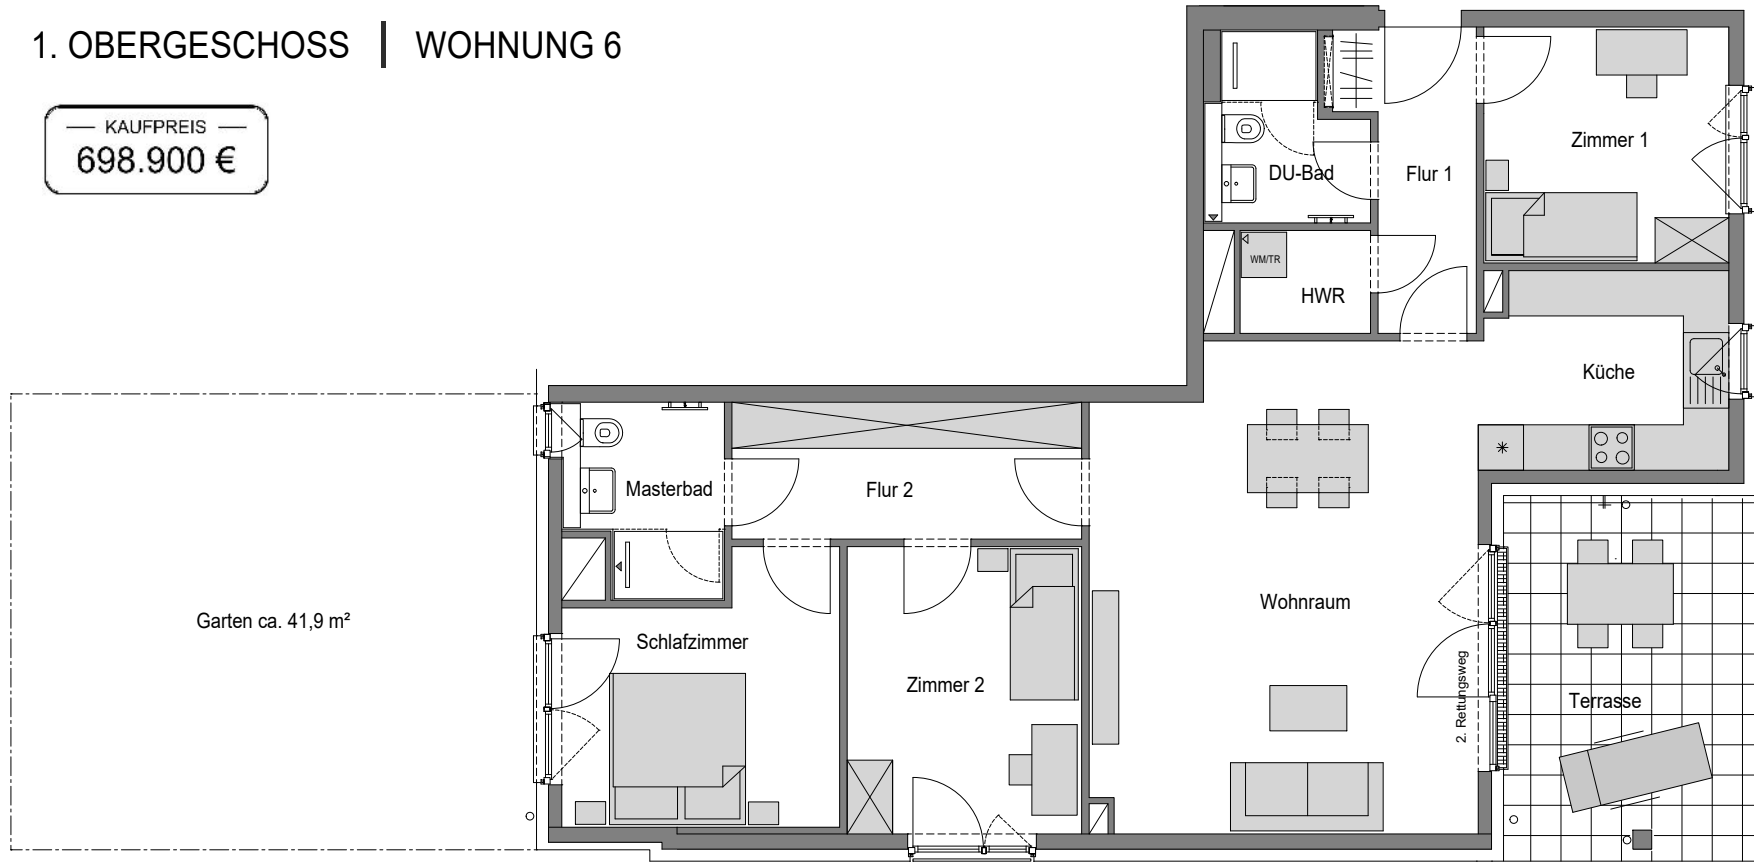 1. OBERGESCHOSS | WOHNUNG 6
KAUFPREIS
698.900 €
Zimmer 1
DU-Bad
Flur 1
WM/TR
HWR
Küche
Masterbad
Flur 2
Wohnraum
Garten ca. 41,9 m²
Schlafzimmer
Zimmer 2
2. Rettungsweg
Terrasse